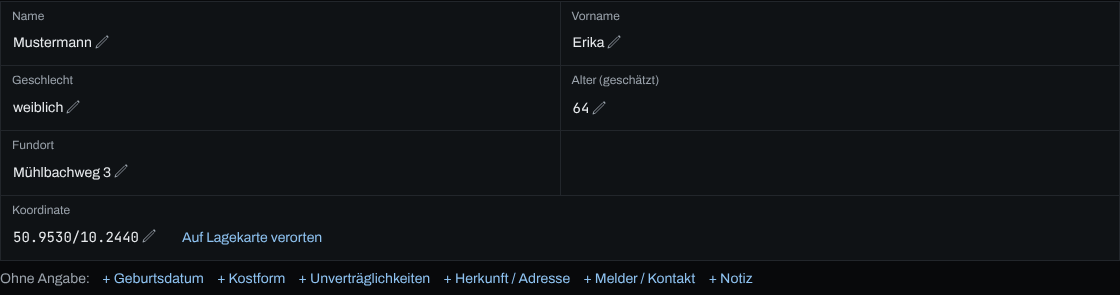 Name Vorname
Mustermann Erika
Geschlecht Alter (geschätzt)
weiblich 64
Fundort
Mühlbachweg 3
Koordinate
50.9530/10.2440 Auf Lagekarte verorten
Ohne Angabe: + Geburtsdatum + Kostform + Unverträglichkeiten + Herkunft / Adresse + Melder / Kontakt + Notiz